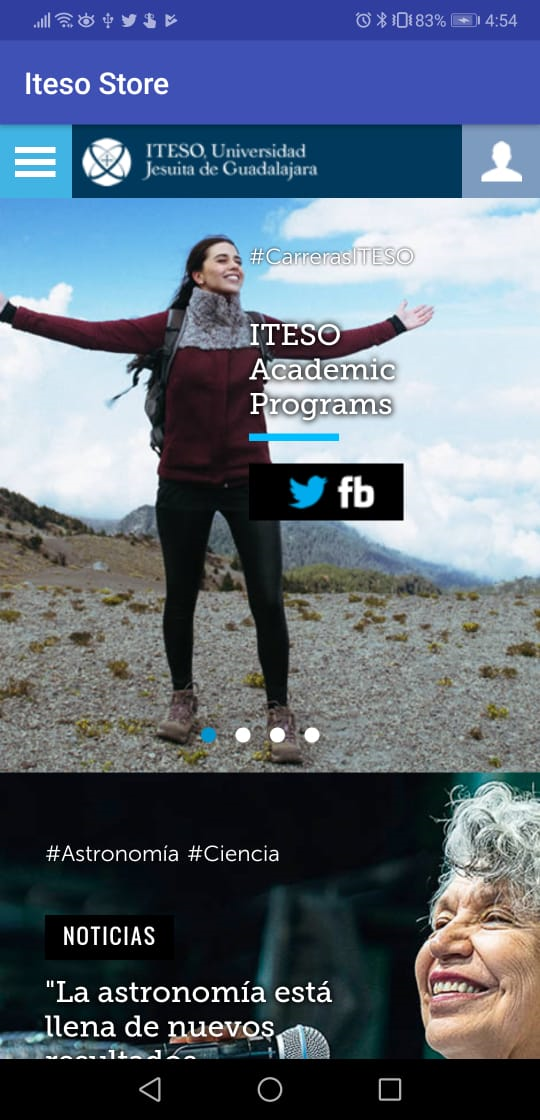 83% 4:54
Iteso Store
ITESO, Universidad
Jesuita de Guadalajara
#CarrerasITESO
ITESO
Academic
Programs
fb
#Astronomía #Ciencia
NOTICIAS
"La astronomía está
llena de nuevos
resultados